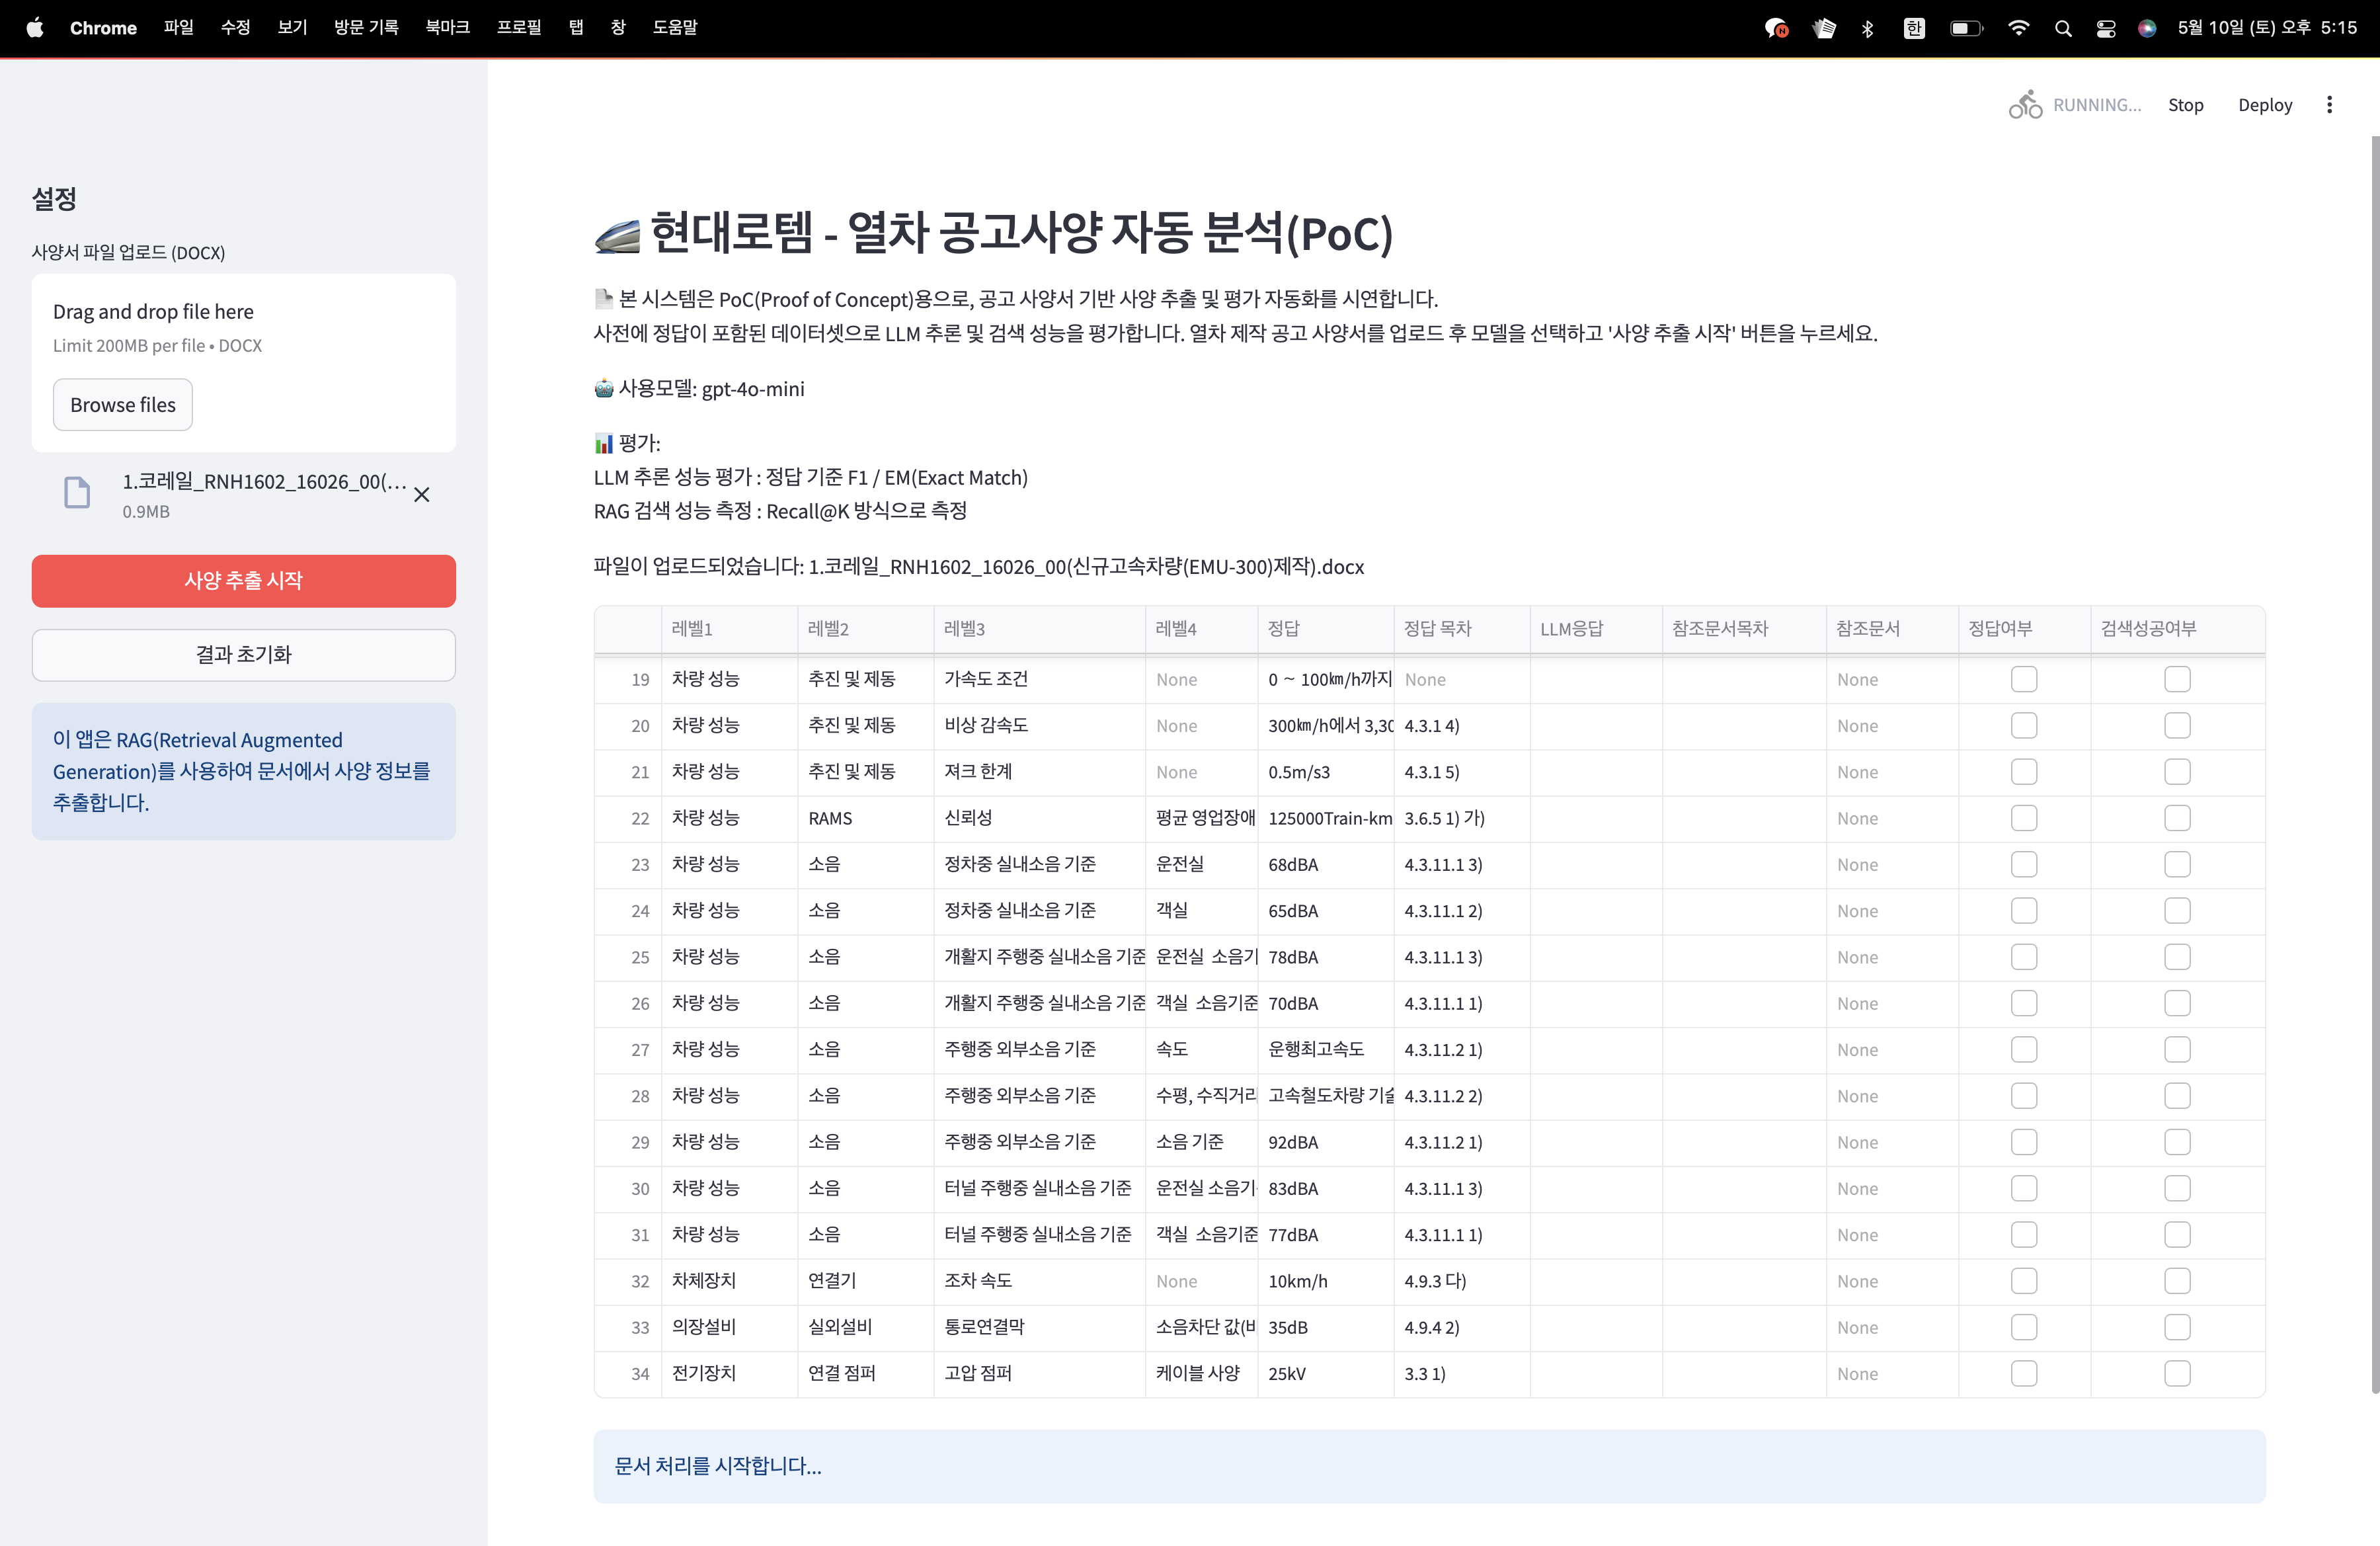 Chrome 파일 수정 보기 방문 기록 북마크 프로필 탭 창 도움말 한 5월 10일 (토) 오후 5:15
RUNNING... Stop Deploy
설정
사양서 파일 업로드 (DOCX)
Drag and drop file here
Limit 200MB per file • DOCX
Browse files
1.코레일_RNH1602_16026_00(...
0.9MB
사양 추출 시작
결과 초기화
이 앱은 RAG(Retrieval Augmented
Generation)를 사용하여 문서에서 사양 정보를
추출합니다.
현대로템 - 열차 공고사양 자동 분석(PoC)
본 시스템은 PoC(Proof of Concept)용으로, 공고 사양서 기반 사양 추출 및 평가 자동화를 시연합니다.
사전에 정답이 포함된 데이터셋으로 LLM 추론 및 검색 성능을 평가합니다. 열차 제작 공고 사양서를 업로드 후 모델을 선택하고 '사양 추출 시작' 버튼을 누르세요.
사용모델: gpt-4o-mini
평가:
LLM 추론 성능 평가 : 정답 기준 F1 / EM(Exact Match)
RAG 검색 성능 측정 : Recall@K 방식으로 측정
파일이 업로드되었습니다: 1.코레일_RNH1602_16026_00(신규고속차량(EMU-300)제작).docx
레벨1 레벨2 레벨3 레벨4 정답 정답 목차 LLM응답 참조문서목차 참조문서 정답여부 검색성공여부
19 차량 성능 추진 및 제동 가속도 조건 None 0 ~ 100㎞/h까지 None None
20 차량 성능 추진 및 제동 비상 감속도 None 300㎞/h에서 3,30 4.3.1 4) None
21 차량 성능 추진 및 제동 져크 한계 None 0.5m/s3 4.3.1 5) None
22 차량 성능 RAMS 신뢰성 평균 영업장애 125000Train-km 3.6.5 1) 가) None
23 차량 성능 소음 정차중 실내소음 기준 운전실 68dBA 4.3.11.1 3) None
24 차량 성능 소음 정차중 실내소음 기준 객실 65dBA 4.3.11.1 2) None
25 차량 성능 소음 개활지 주행중 실내소음 기준 운전실 소음기 78dBA 4.3.11.1 3) None
26 차량 성능 소음 개활지 주행중 실내소음 기준 객실 소음기준 70dBA 4.3.11.1 1) None
27 차량 성능 소음 주행중 외부소음 기준 속도 운행최고속도 4.3.11.2 1) None
28 차량 성능 소음 주행중 외부소음 기준 수평, 수직거리 고속철도차량 기술 4.3.11.2 2) None
29 차량 성능 소음 주행중 외부소음 기준 소음 기준 92dBA 4.3.11.2 1) None
30 차량 성능 소음 터널 주행중 실내소음 기준 운전실 소음기 83dBA 4.3.11.1 3) None
31 차량 성능 소음 터널 주행중 실내소음 기준 객실 소음기준 77dBA 4.3.11.1 1) None
32 차체장치 연결기 조차 속도 None 10km/h 4.9.3 다) None
33 의장설비 실외설비 통로연결막 소음차단 값(비 35dB 4.9.4 2) None
34 전기장치 연결 점퍼 고압 점퍼 케이블 사양 25kV 3.3 1) None
문서 처리를 시작합니다...